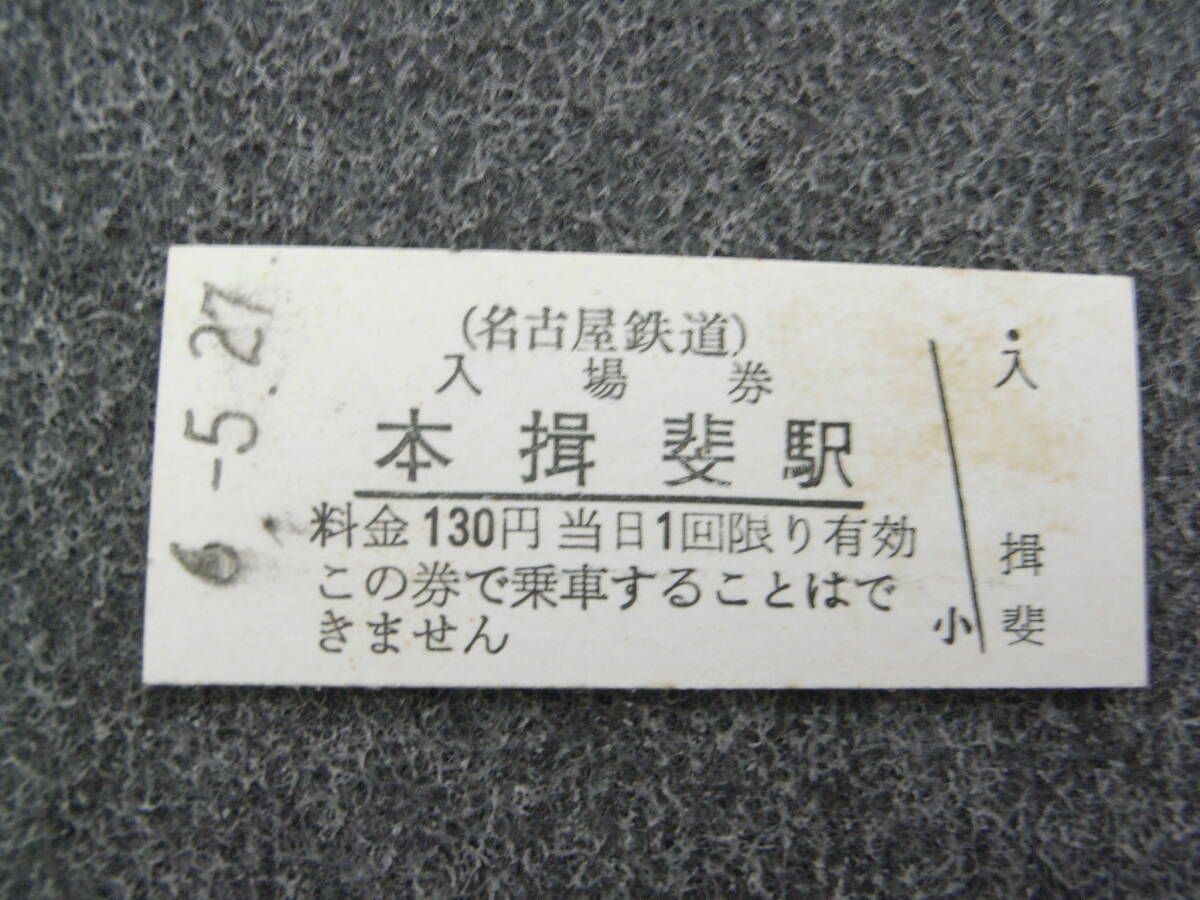 6.-5.27
(名古屋鉄道)
入場券
本揖斐駅
料金130円 当日1回限り有効
この券で乗車することはで
きません
小
・入
揖
斐